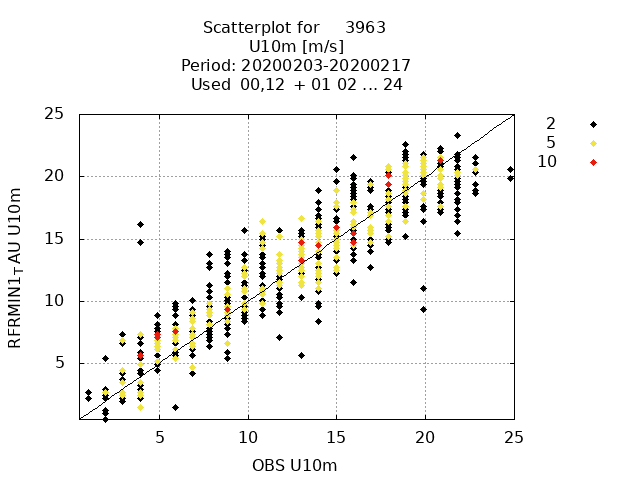 Scatterplot for 3963
U10m [m/s]
Period: 20200203-20200217
Used 00,12 + 01 02 ... 24
25
20
15
10
5
5
10
15
20
25
2
5
10
RFRMIN1T AU U10m
OBS U10m